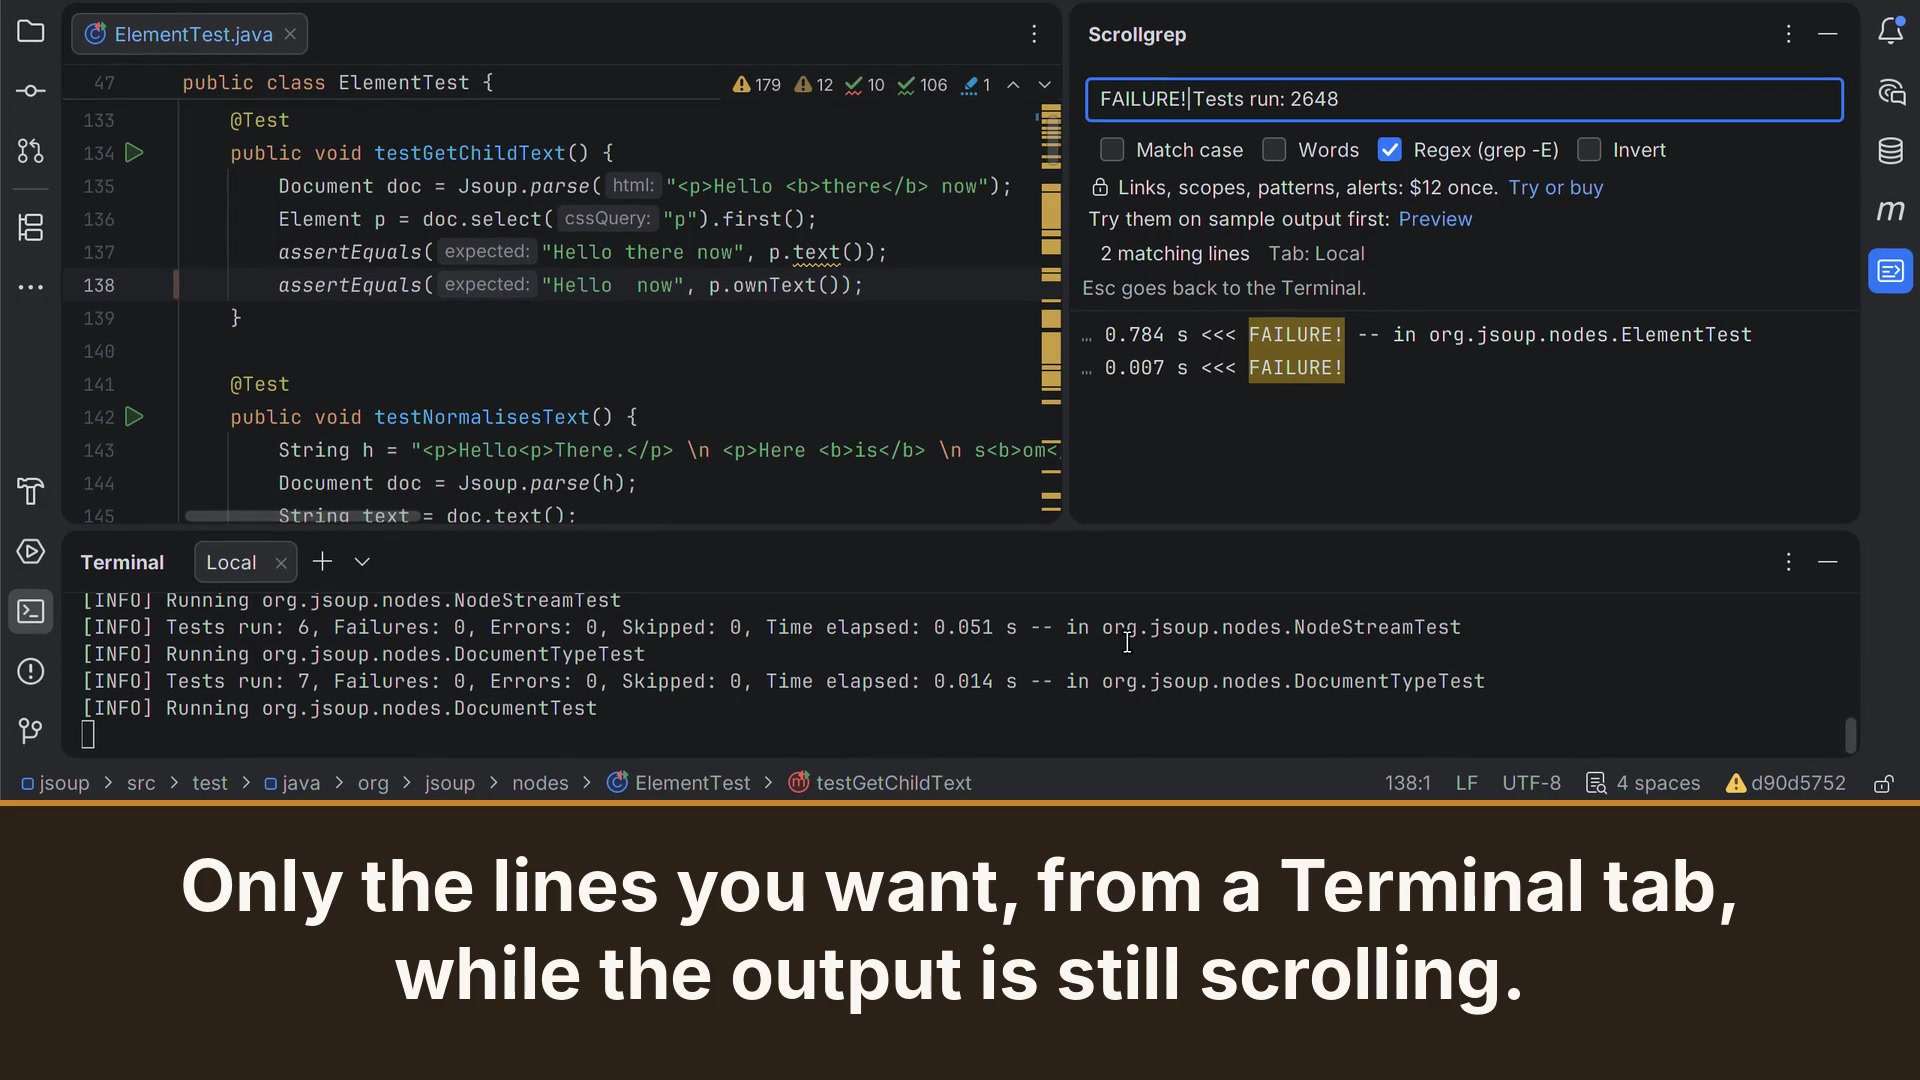 ElementTest.java
47 public class ElementTest {
179 12 10 106 1
133 @Test
134 public void testGetChildText() {
135 Document doc = Jsoup.parse( html: "<p>Hello <b>there</b> now");
136 Element p = doc.select( cssQuery: "p").first();
137 assertEquals( expected: "Hello there now", p.text());
138 assertEquals( expected: "Hello  now", p.ownText());
139 }
140
141 @Test
142 public void testNormalisesText() {
143 String h = "<p>Hello<p>There.</p> \n <p>Here <b>is</b> \n s<b>om<
144 Document doc = Jsoup.parse(h);
145 String text = doc.text();
Scrollgrep
FAILURE!|Tests run: 2648
Match case Words Regex (grep -E) Invert
Links, scopes, patterns, alerts: $12 once. Try or buy
Try them on sample output first: Preview
2 matching lines Tab: Local
Esc goes back to the Terminal.
… 0.784 s <<< FAILURE! -- in org.jsoup.nodes.ElementTest
… 0.007 s <<< FAILURE!
m
Terminal Local
[INFO] Running org.jsoup.nodes.NodeStreamTest
[INFO] Tests run: 6, Failures: 0, Errors: 0, Skipped: 0, Time elapsed: 0.051 s -- in org.jsoup.nodes.NodeStreamTest
[INFO] Running org.jsoup.nodes.DocumentTypeTest
[INFO] Tests run: 7, Failures: 0, Errors: 0, Skipped: 0, Time elapsed: 0.014 s -- in org.jsoup.nodes.DocumentTypeTest
[INFO] Running org.jsoup.nodes.DocumentTest
jsoup > src > test > java > org > jsoup > nodes > ElementTest > testGetChildText 138:1 LF UTF-8 4 spaces d90d5752
Only the lines you want, from a Terminal tab,
while the output is still scrolling.